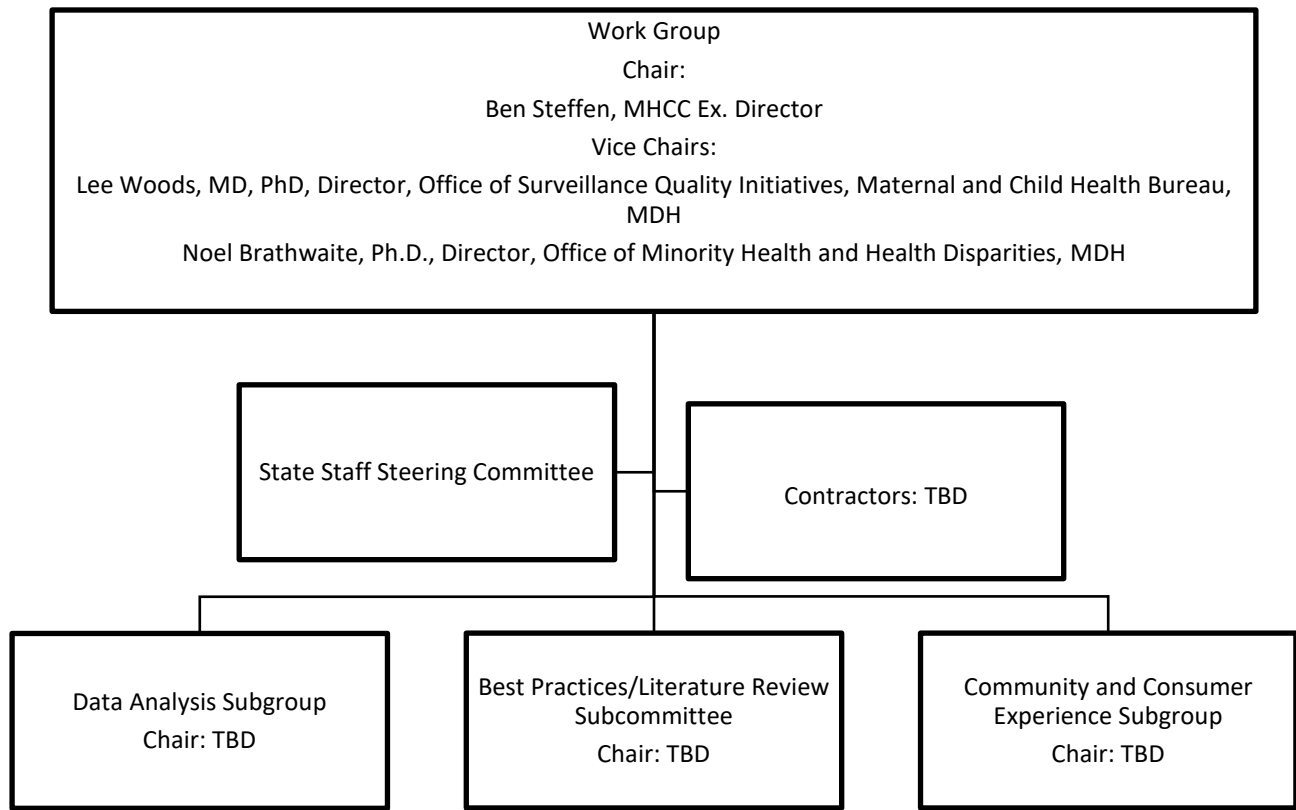 Work Group
Chair:
Ben Steffen, MHCC Ex. Director
Vice Chairs:
Lee Woods, MD, PhD, Director, Office of Surveillance Quality Initiatives, Maternal and Child Health Bureau,
MDH
Noel Brathwaite, Ph.D., Director, Office of Minority Health and Health Disparities, MDH
State Staff Steering Committee
Contractors: TBD
Data Analysis Subgroup
Chair: TBD
Best Practices/Literature Review
Subcommittee
Chair: TBD
Community and Consumer
Experience Subgroup
Chair: TBD